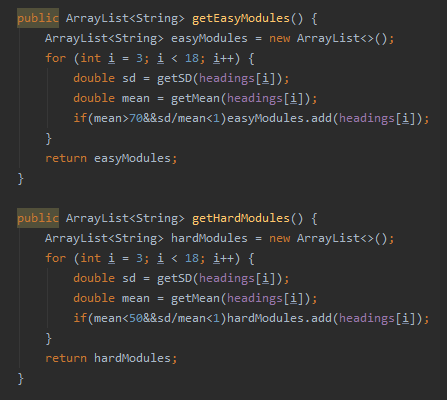 public ArrayList<String> getEasyModules() {
    ArrayList<String> easyModules = new ArrayList<>();
    for (int i = 3; i < 18; i++) {
        double sd = getSD(headings[i]);
        double mean = getMean(headings[i]);
        if(mean>70&&sd/mean<1)easyModules.add(headings[i]);
    }
    return easyModules;
}
public ArrayList<String> getHardModules() {
    ArrayList<String> hardModules = new ArrayList<>();
    for (int i = 3; i < 18; i++) {
        double sd = getSD(headings[i]);
        double mean = getMean(headings[i]);
        if(mean<50&&sd/mean<1)hardModules.add(headings[i]);
    }
    return hardModules;
}